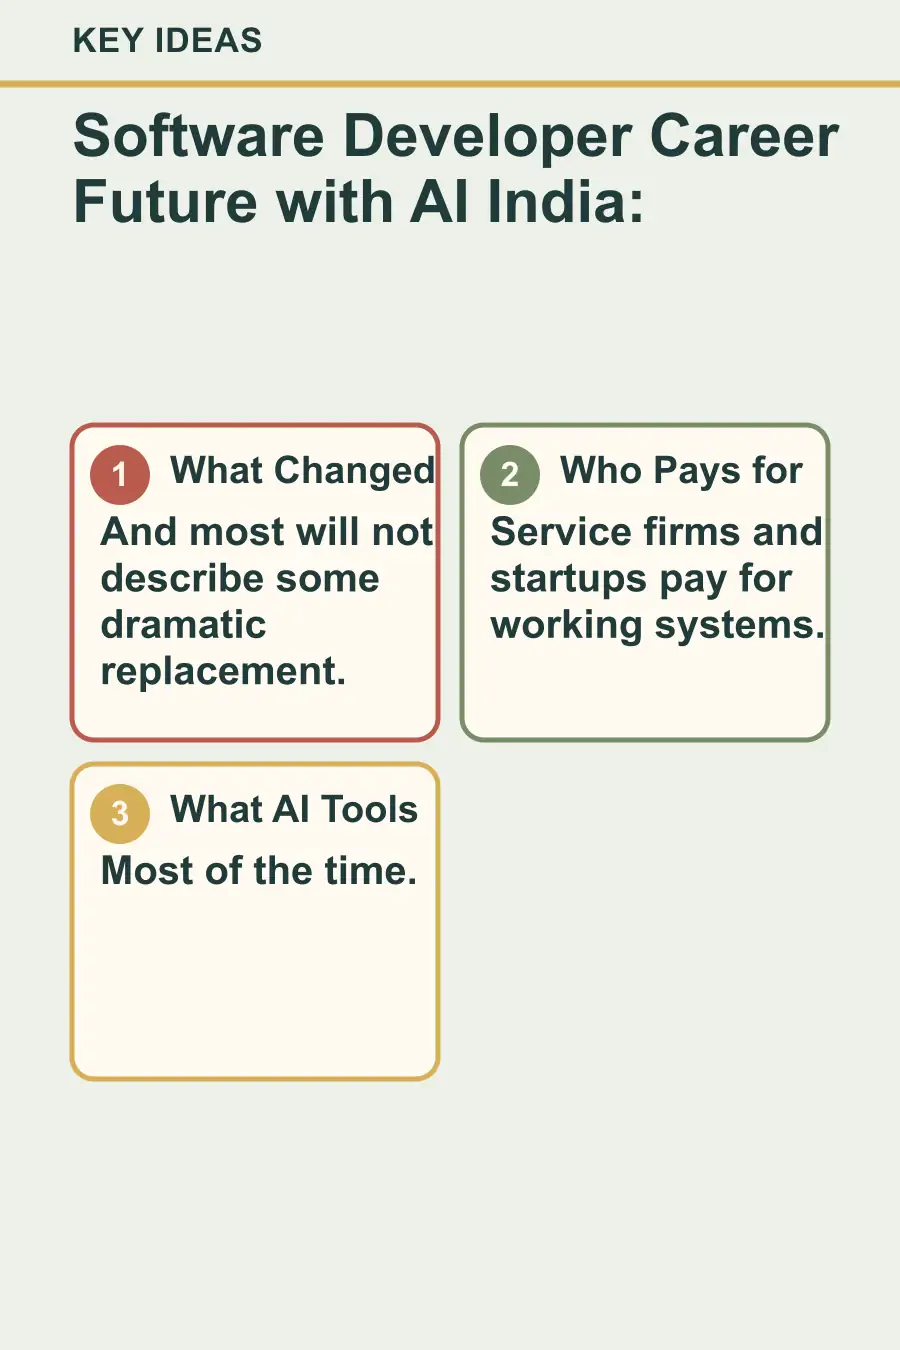 KEY IDEAS
Software Developer Career
Future with AI India:
1 What Changed
And most will not
describe some
dramatic
replacement.
2 Who Pays for
Service firms and
startups pay for
working systems.
3 What AI Tools
Most of the time.